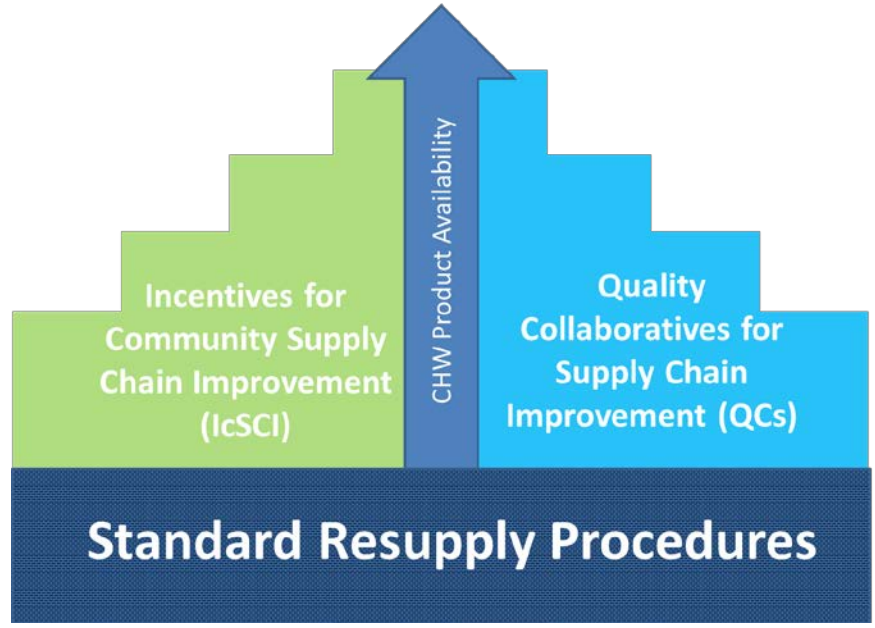 Incentives for
Community Supply
Chain Improvement
(IcSCI)
CHW Product Availability
Quality
Collaboratives for
Supply Chain
Improvement (QCs)
Standard Resupply Procedures